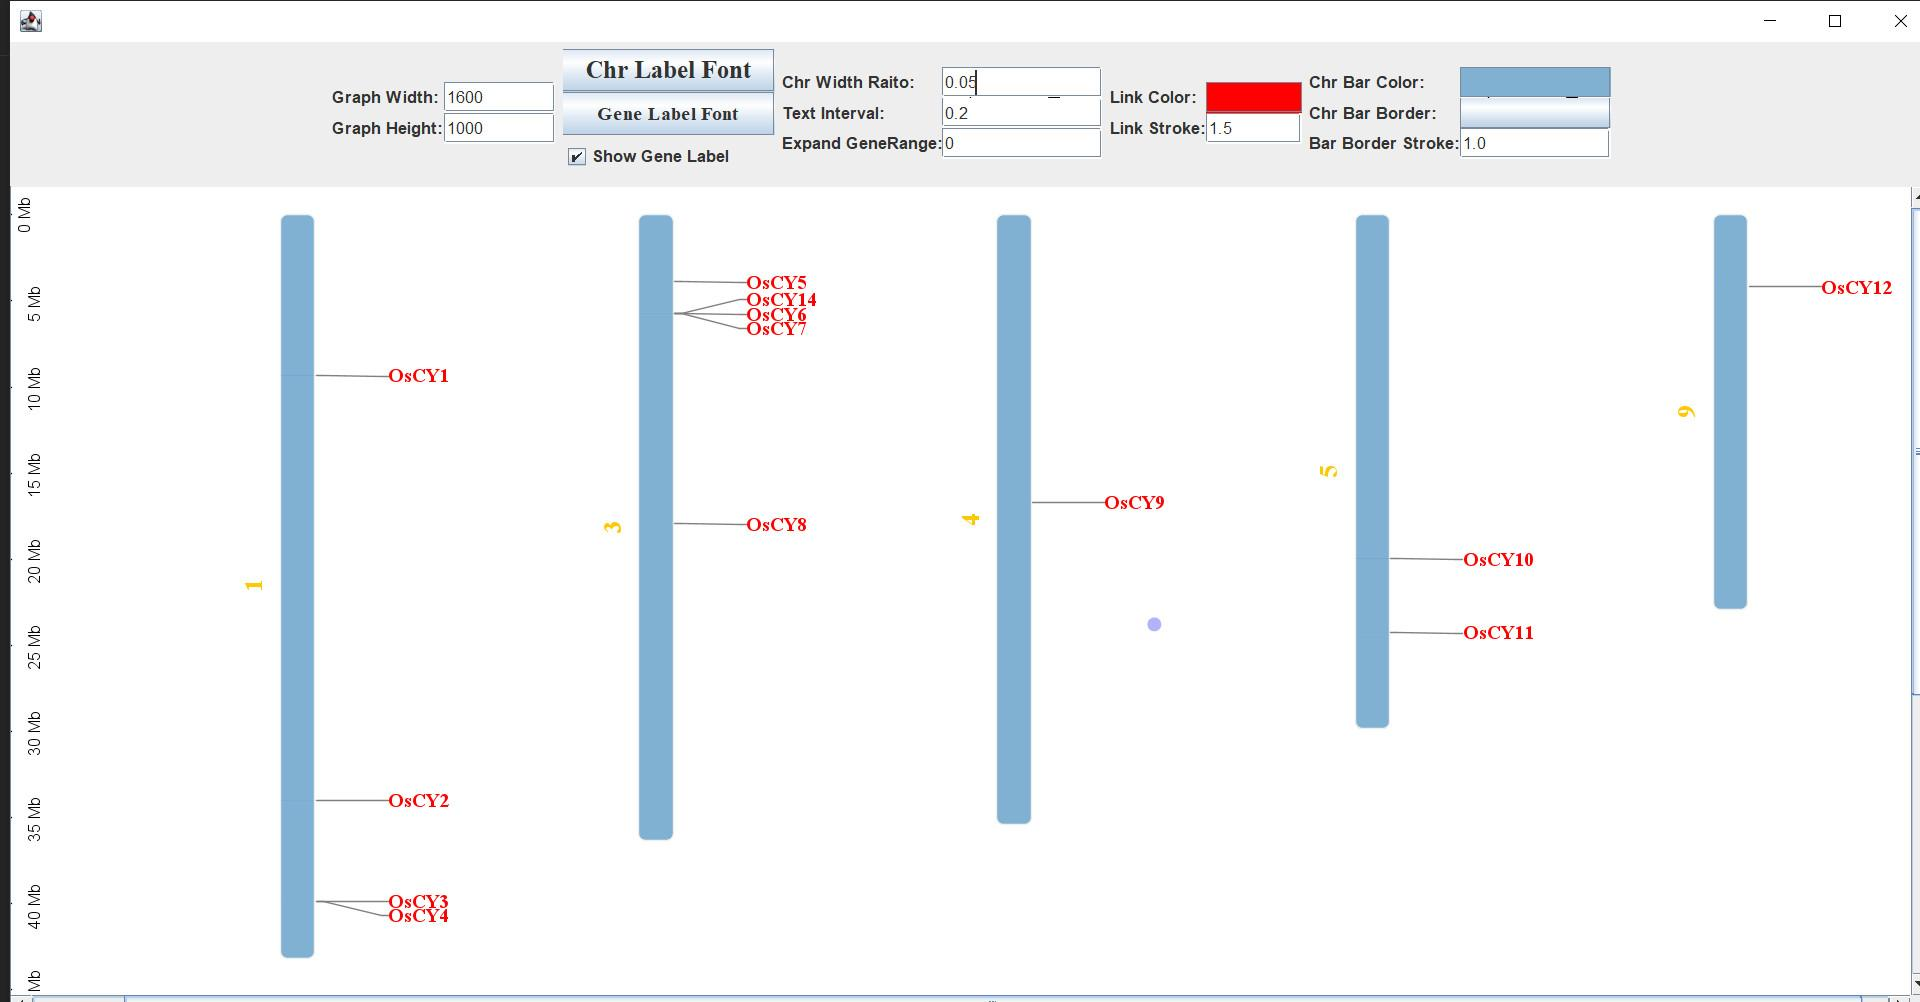 Graph Width: 1600
Graph Height: 1000
Chr Label Font
Gene Label Font
Show Gene Label
Chr Width Raito: 0.05
Text Interval: 0.2
Expand GeneRange: 0
Link Color:
Link Stroke: 1.5
Chr Bar Color:
Chr Bar Border:
Bar Border Stroke: 1.0
0 Mb
5 Mb
10 Mb
15 Mb
20 Mb
25 Mb
30 Mb
35 Mb
40 Mb
Mb
1
OsCY1
OsCY2
OsCY3
OsCY4
3
OsCY5
OsCY14
OsCY6
OsCY7
OsCY8
4
OsCY9
5
OsCY10
OsCY11
9
OsCY12